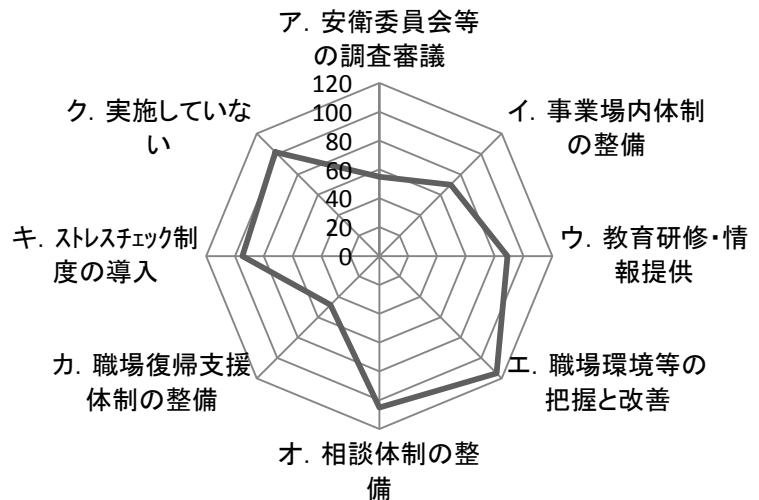 ア. 安衛委員会等
の調査審議
120
100
80
60
40
20
0
イ. 事業場内体制
の整備
ウ. 教育研修・情
報提供
エ. 職場環境等の
把握と改善
オ. 相談体制の整
備
カ. 職場復帰支援
体制の整備
キ. ｽﾄﾚｽﾁｪｯｸ制
度の導入
ク. 実施していな
い